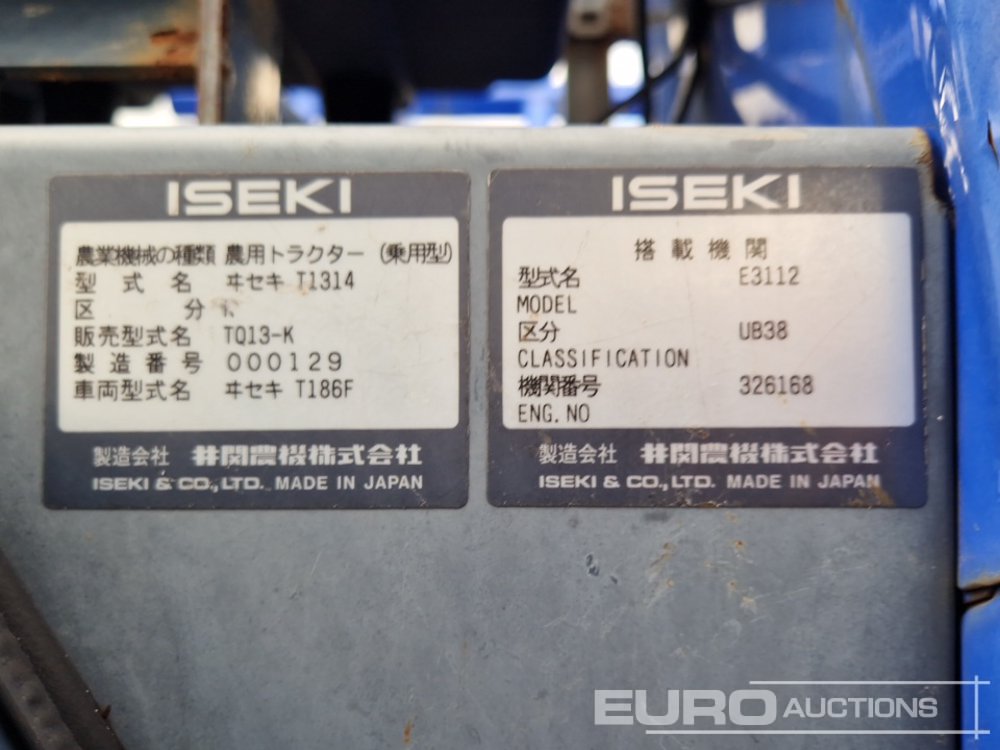 ISEKI
農業機械の種類 農用トラクター (乗用型)
型式名 ヰセキ T1314
区分 K
販売型式名 TQ13-K
製造番号 000129
車両型式名 ヰセキ T186F
製造会社 井関農機株式会社
ISEKI & CO., LTD. MADE IN JAPAN
ISEKI
搭載機関
型式名 E3112
MODEL
区分 UB38
CLASSIFICATION
機関番号 326168
ENG. NO
製造会社 井関農機株式会社
ISEKI & CO., LTD. MADE IN JAPAN
EURO AUCTIONS